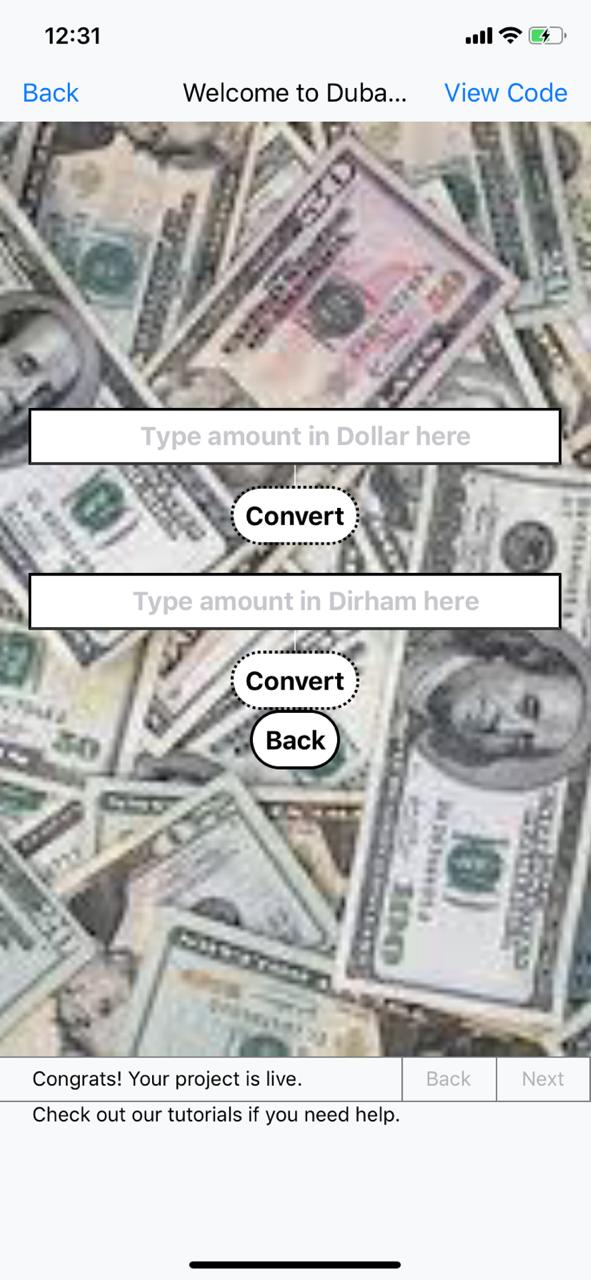 12:31
Back
Welcome to Duba...
View Code
Type amount in Dollar here
Convert
Type amount in Dirham here
Convert
Back
Congrats! Your project is live.
Back
Next
Check out our tutorials if you need help.